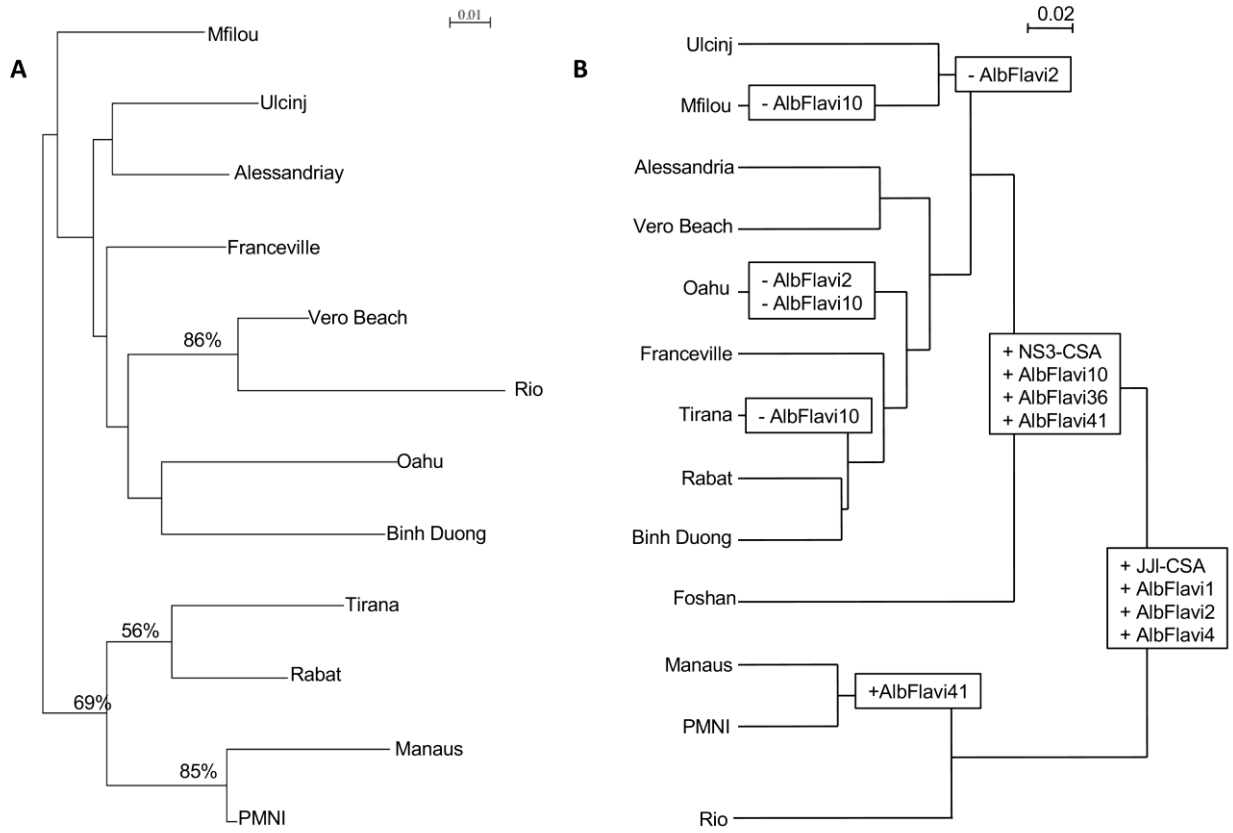 A
0.01
Mfilou
Ulcinj
Alessandriay
Franceville
86%
Vero Beach
Rio
Oahu
Binh Duong
56%
Tirana
69%
Rabat
85%
Manaus
PMNI
B
0.02
Ulcinj
- AlbFlavi2
Mfilou
- AlbFlavi10
Alessandria
Vero Beach
Oahu
- AlbFlavi2
- AlbFlavi10
Franceville
+ NS3-CSA
+ AlbFlavi10
+ AlbFlavi36
+ AlbFlavi41
Tirana
- AlbFlavi10
Rabat
Binh Duong
Foshan
+ JJI-CSA
+ AlbFlavi1
+ AlbFlavi2
+ AlbFlavi4
Manaus
+AlbFlavi41
PMNI
Rio